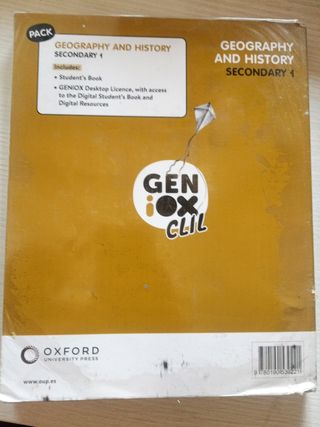 PACK
GEOGRAPHY AND HISTORY
SECONDARY 1
Includes:
• Student's Book
• GENIOX Desktop Licence, with access
to the Digital Student's Book and
Digital Resources
GEOGRAPHY
AND HISTORY
SECONDARY 1
GEN
iOX
CLIL
OXFORD
UNIVERSITY PRESS
www.oup.es